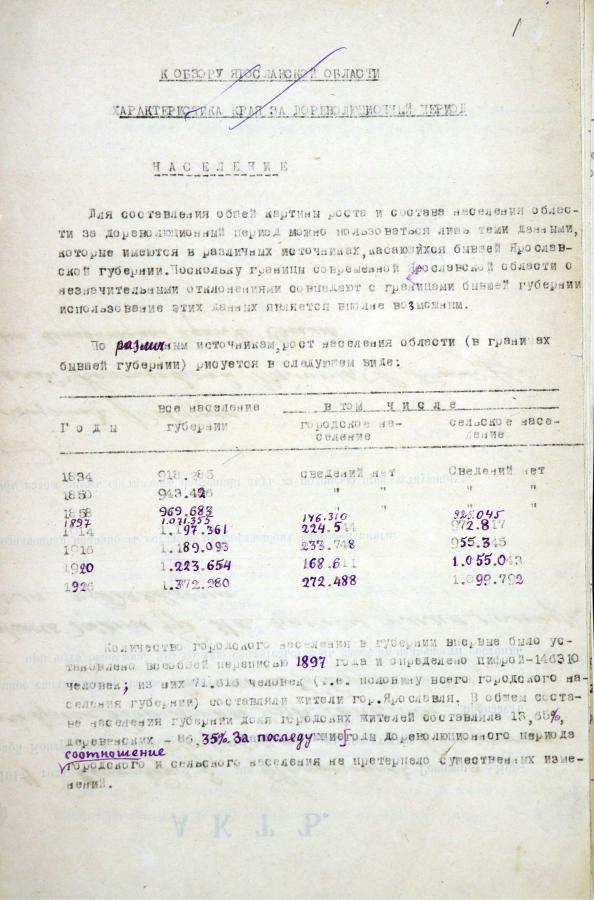 1
К ОБЗОРУ ЯРОСЛАВСКОЙ ОБЛАСТИ
ХАРАКТЕРИСТИКА КРАЯ ЗА ДОРЕВОЛЮЦИОННЫЙ ПЕРИОД
Н А С Е Л Е Н И Е
Для составления общей картины роста и состава населения облас-
ти за дореволюционный период можно пользоваться лишь теми данными,
которые имеются в различных источниках,касающихся бывшей Ярослав-
ской губернии.Поскольку границы современной Ярославской области с
незначительными отклонениями совпадают с границами бывшей губернии
использование этих данных является вполне возможным.
По различным источникам,рост населения области (в границах
бывшей губернии) рисуется в следующем виде:
Г о д ы все население губернии в том числе
городское на- селение сельское насе- ление
1834 918.285 сведений нет Сведений нет
1850 943.426 " " " "
1858 969.683 " " " "
1897 1.071.355 146.310 925.045
1914 1.197.361 224.544 972.817
1916 1.189.093 233.748 955.345
1920 1.223.654 168.611 1.055.043
1926 1.372.280 272.488 1.099.792
Количество городского населения в губернии впервые было ус-
тановлено всеобщей переписью 1897 года и определено цифрой-146310
человек; из них 71.616 человек (т.е. половину всего городского на-
селения губернии) составляли жители гор.Ярославля. В общем соста-
ве населения губернии доля городских жителей составляла 13,65%,
деревенских - 86,35%. За последующие годы дореволюционного периода
соотношение
городского и сельского населения не претерпело существенных изме-
нений.
А К Т Ъ.